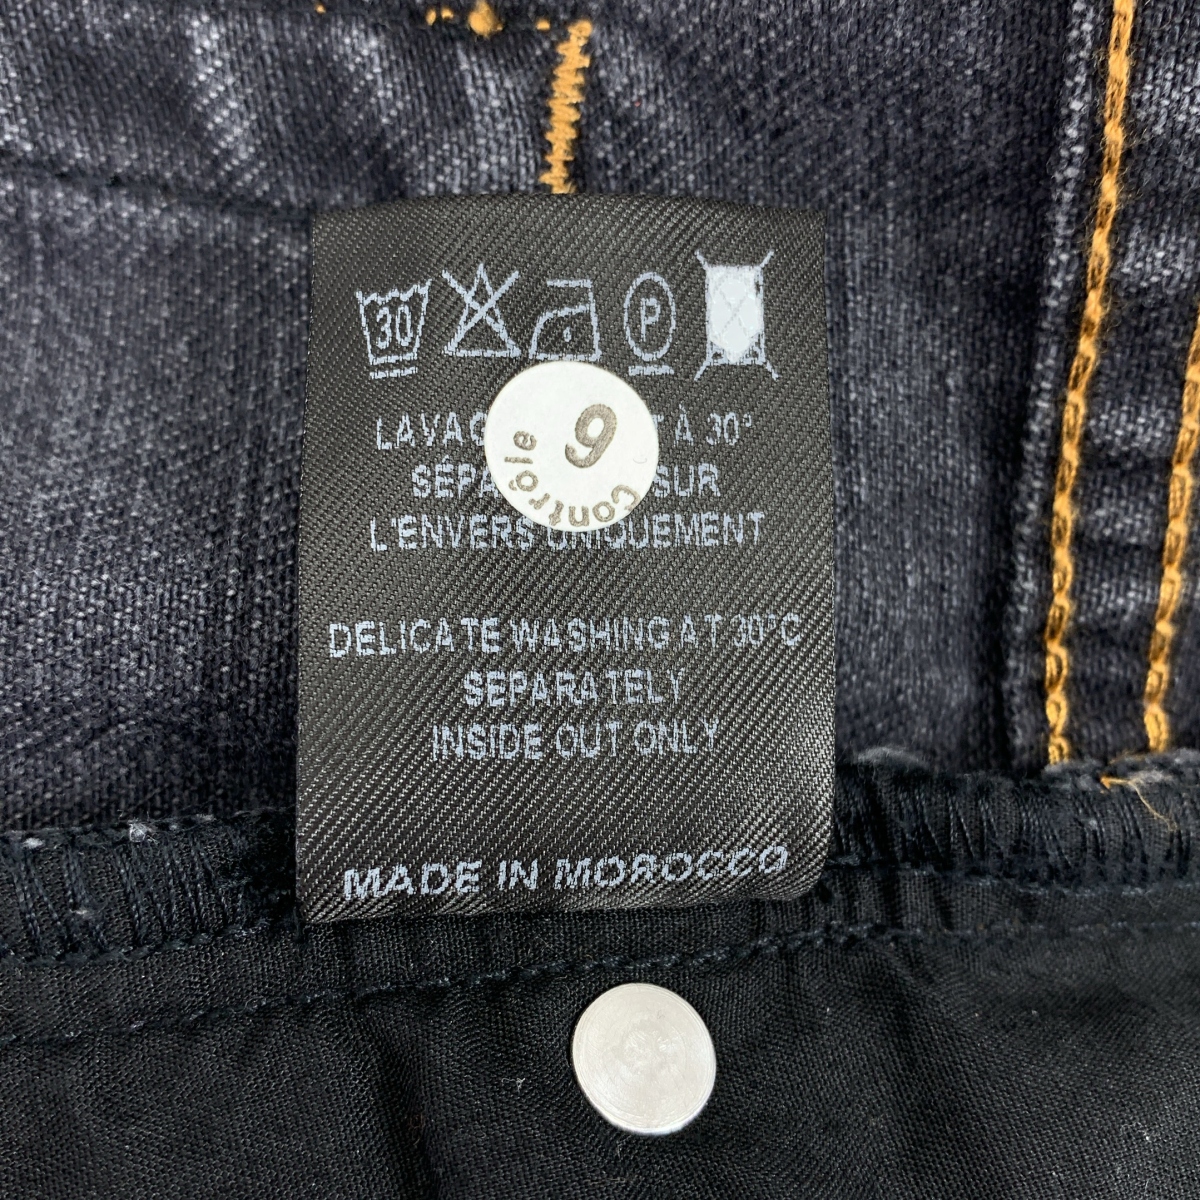 30
P
LAVAG T À 30°
SÉPA SUR
L'ENVERS UNIQUEMENT
9
Contrôle
DELICATE WASHING AT 30°C
SEPARATELY
INSIDE OUT ONLY
MADE IN MOROCCO